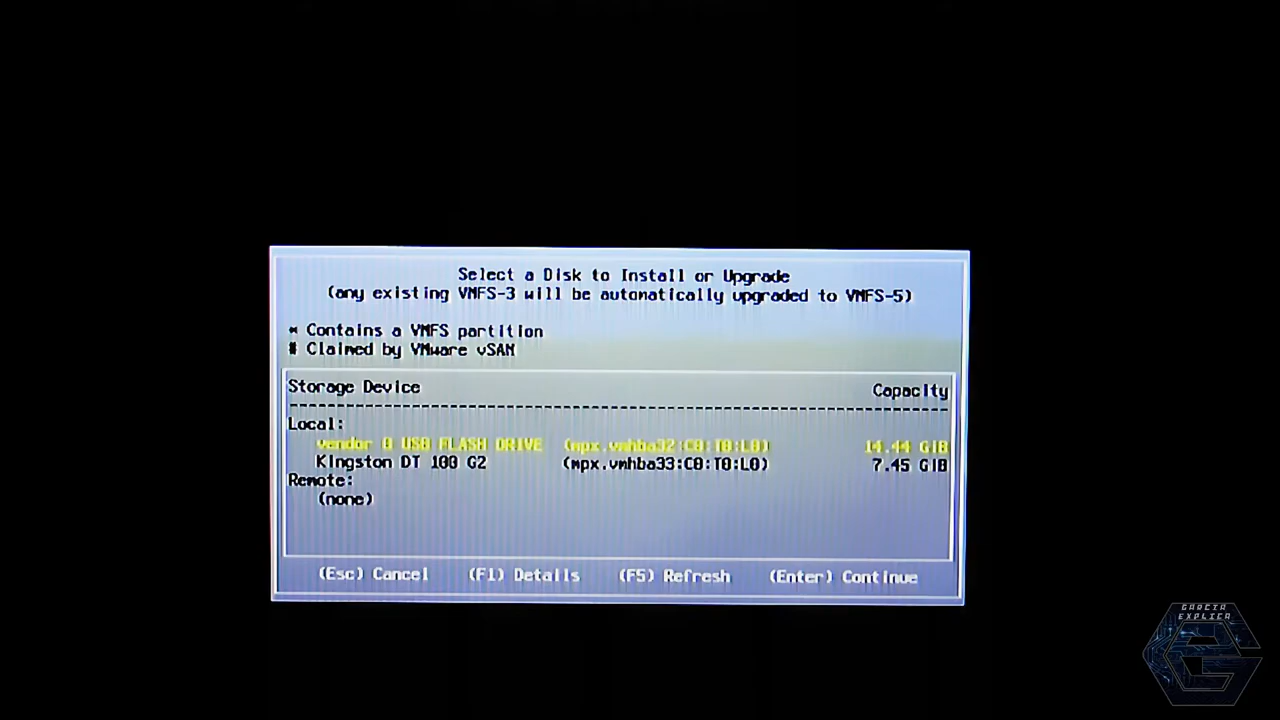 Select a Disk to Install or Upgrade
(any existing VMFS-3 will be automatically upgraded to VMFS-5)
* Contains a VMFS partition
# Claimed by VMware vSAN
Storage Device Capacity
--------------------------------------------------------------------------------
Local:
vendor 0 USB FLASH DRIVE (mpx.vmhba32:C0:T0:L0) 14.44 GiB
Kingston DT 100 G2 (mpx.vmhba33:C0:T0:L0) 7.45 GiB
Remote:
(none)
(Esc) Cancel (F1) Details (F5) Refresh (Enter) Continue
GARCIA
EXPLICA